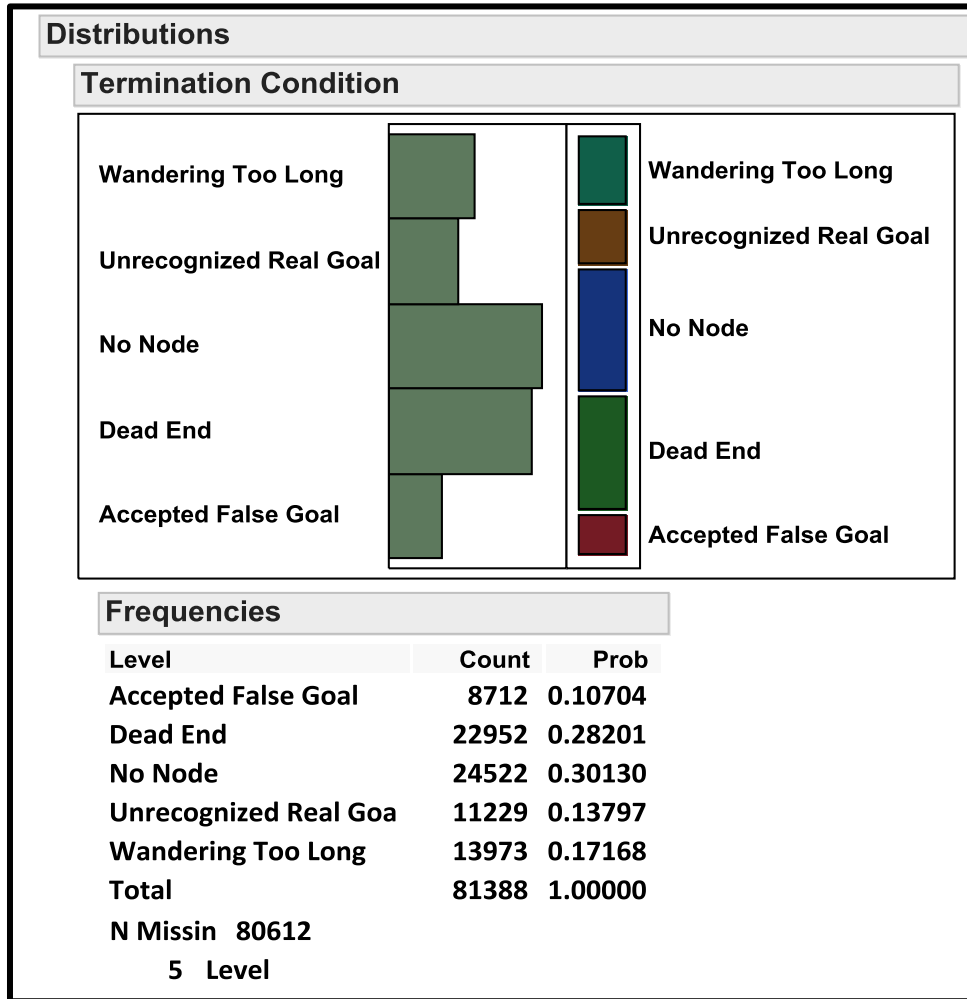 Distributions
Termination Condition
Wandering Too Long
Unrecognized Real Goal
No Node
Dead End
Accepted False Goal
Wandering Too Long
Unrecognized Real Goal
No Node
Dead End
Accepted False Goal
Frequencies
Level Count Prob
Accepted False Goal 8712 0.10704
Dead End 22952 0.28201
No Node 24522 0.30130
Unrecognized Real Goa 11229 0.13797
Wandering Too Long 13973 0.17168
Total 81388 1.00000
N Missin 80612
5 Level